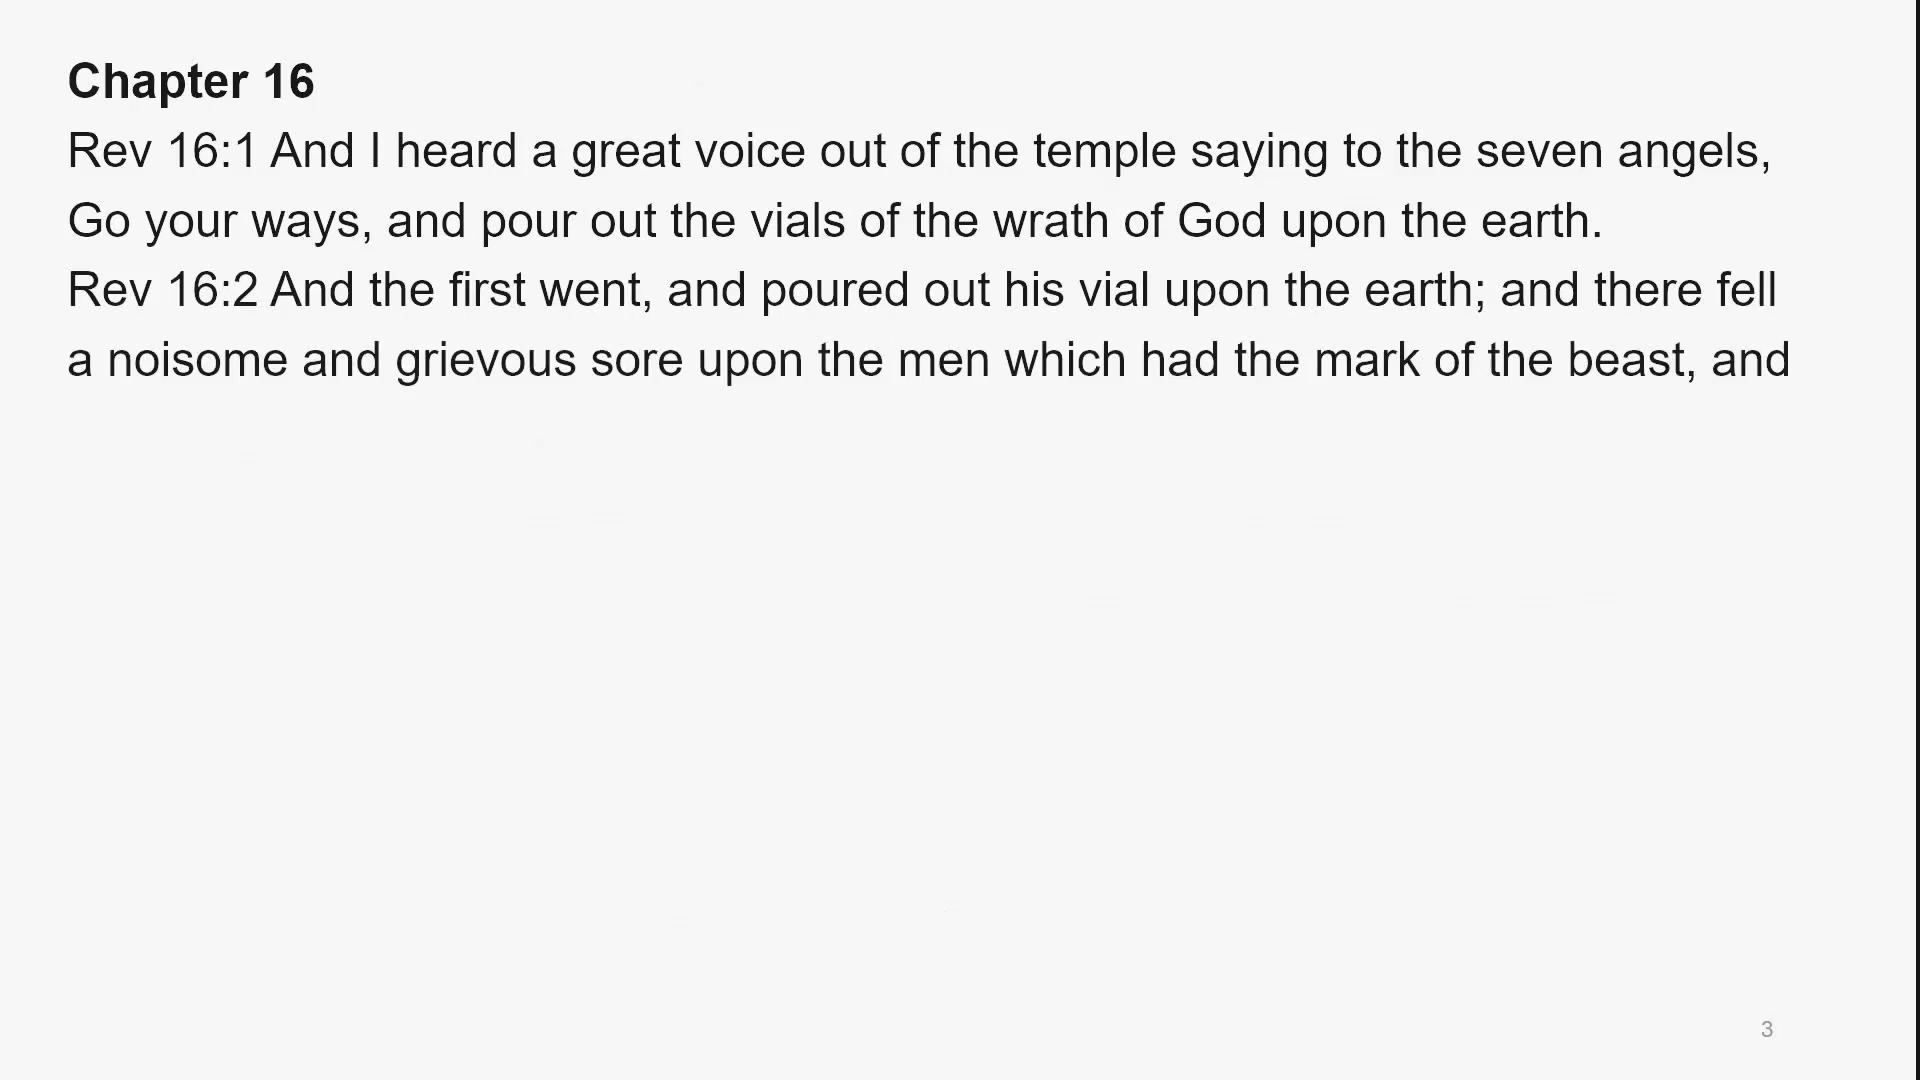 Chapter 16
Rev 16:1 And I heard a great voice out of the temple saying to the seven angels,
Go your ways, and pour out the vials of the wrath of God upon the earth.
Rev 16:2 And the first went, and poured out his vial upon the earth; and there fell
a noisome and grievous sore upon the men which had the mark of the beast, and
3